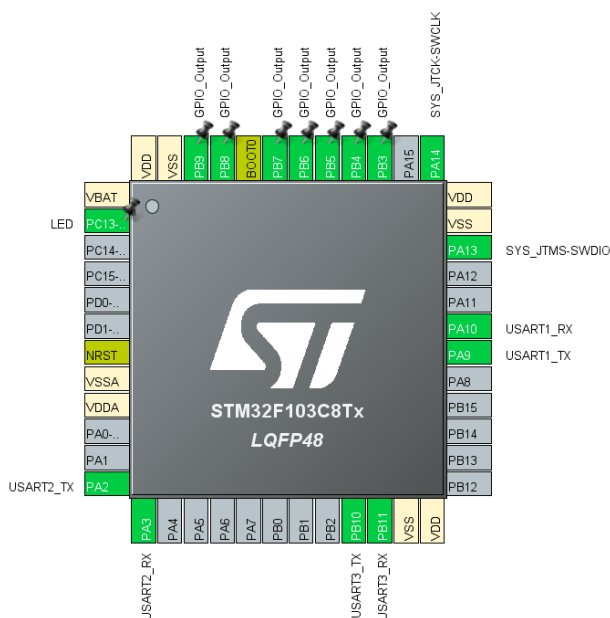 GPIO_Output
GPIO_Output
GPIO_Output
GPIO_Output
GPIO_Output
GPIO_Output
GPIO_Output
SYS_JTCK-SWCLK
VDD
VSS
PB9
PB8
BOOT0
PB7
PB6
PB5
PB4
PB3
PA15
PA14
VBAT
LED
PC13-..
PC14-..
PC15-..
PD0-..
PD1-..
NRST
VSSA
VDDA
PA0-..
PA1
USART2_TX
PA2
STM32F103C8Tx
LQFP48
VDD
VSS
PA13
SYS_JTMS-SWDIO
PA12
PA11
PA10
USART1_RX
PA9
USART1_TX
PA8
PB15
PB14
PB13
PB12
PA3
PA4
PA5
PA6
PA7
PB0
PB1
PB2
PB10
PB11
VSS
VDD
USART2_RX
USART3_TX
USART3_RX